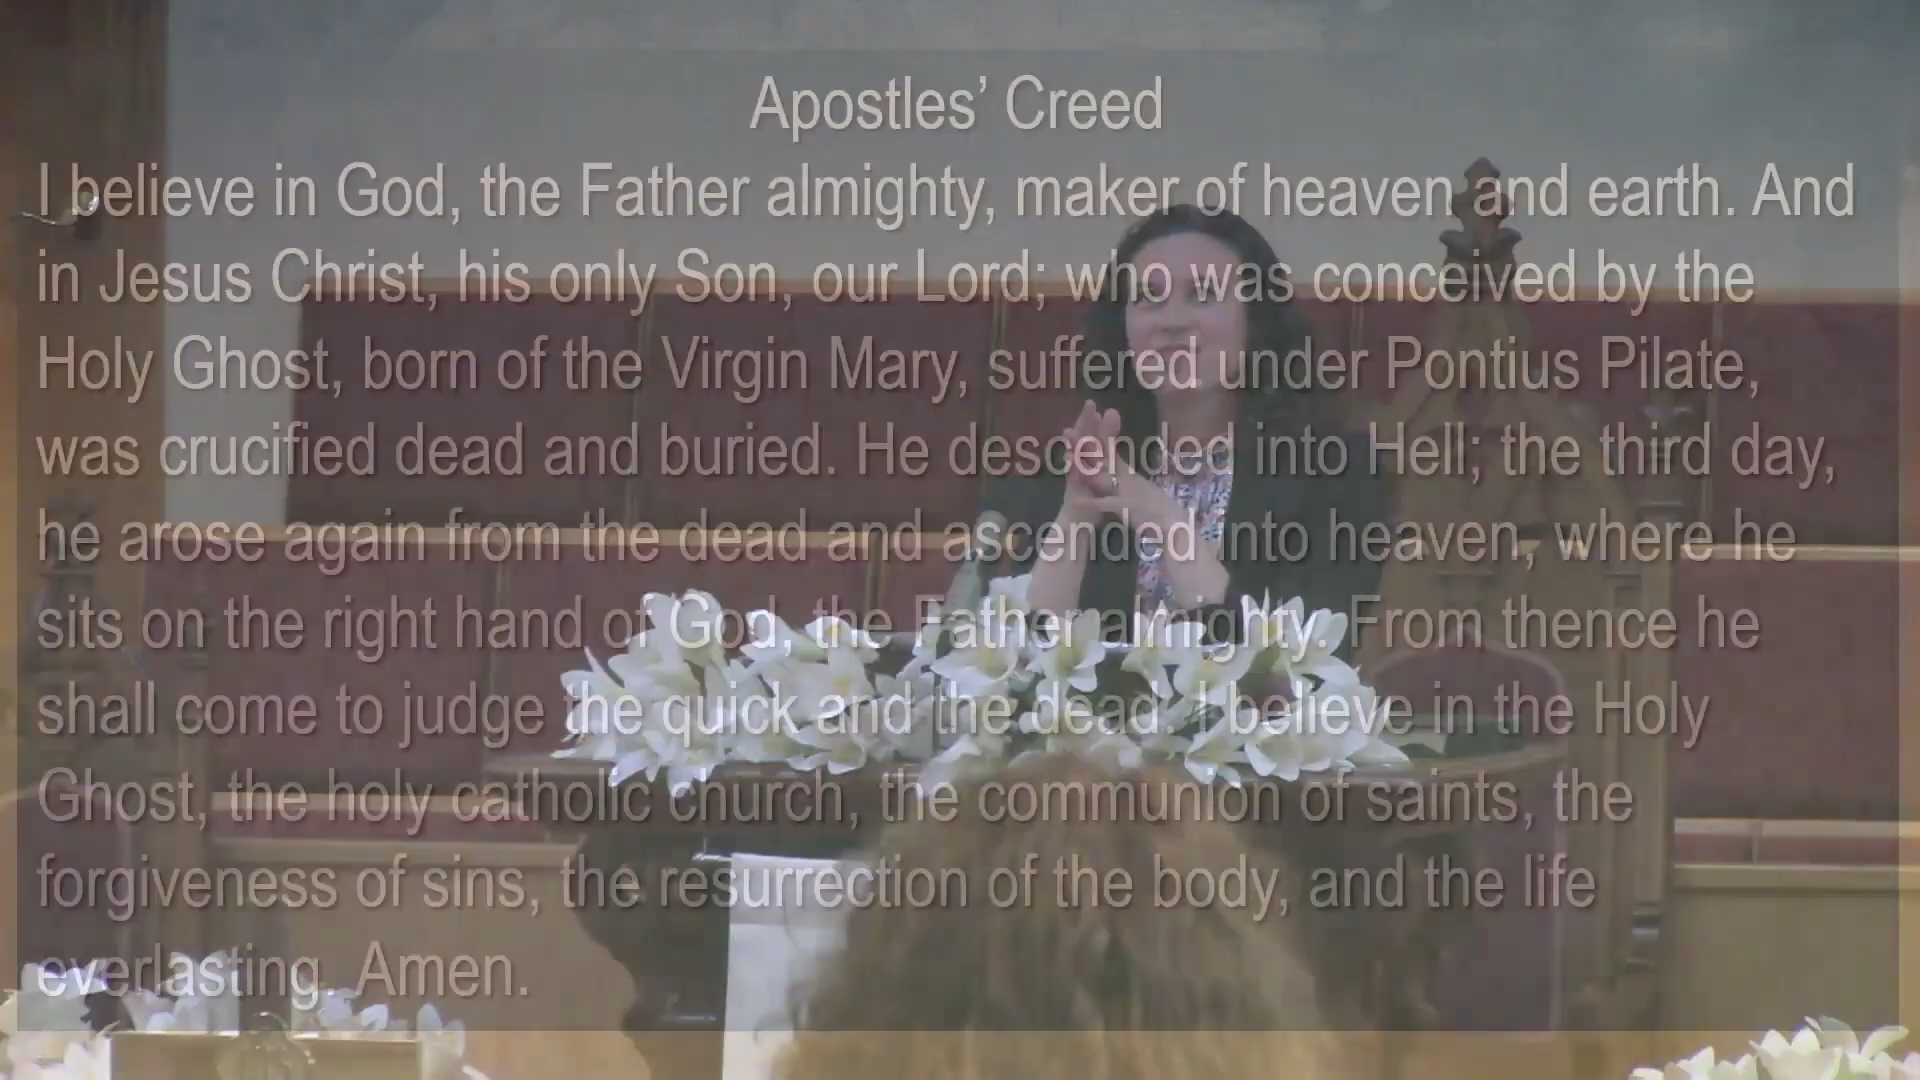 Apostles’ Creed
I believe in God, the Father almighty, maker of heaven and earth. And
in Jesus Christ, his only Son, our Lord; who was conceived by the
Holy Ghost, born of the Virgin Mary, suffered under Pontius Pilate,
was crucified dead and buried. He descended into Hell; the third day,
he arose again from the dead and ascended into heaven, where he
sits on the right hand of God, the Father almighty. From thence he
shall come to judge the quick and the dead. I believe in the Holy
Ghost, the holy catholic church, the communion of saints, the
forgiveness of sins, the resurrection of the body, and the life
everlasting. Amen.